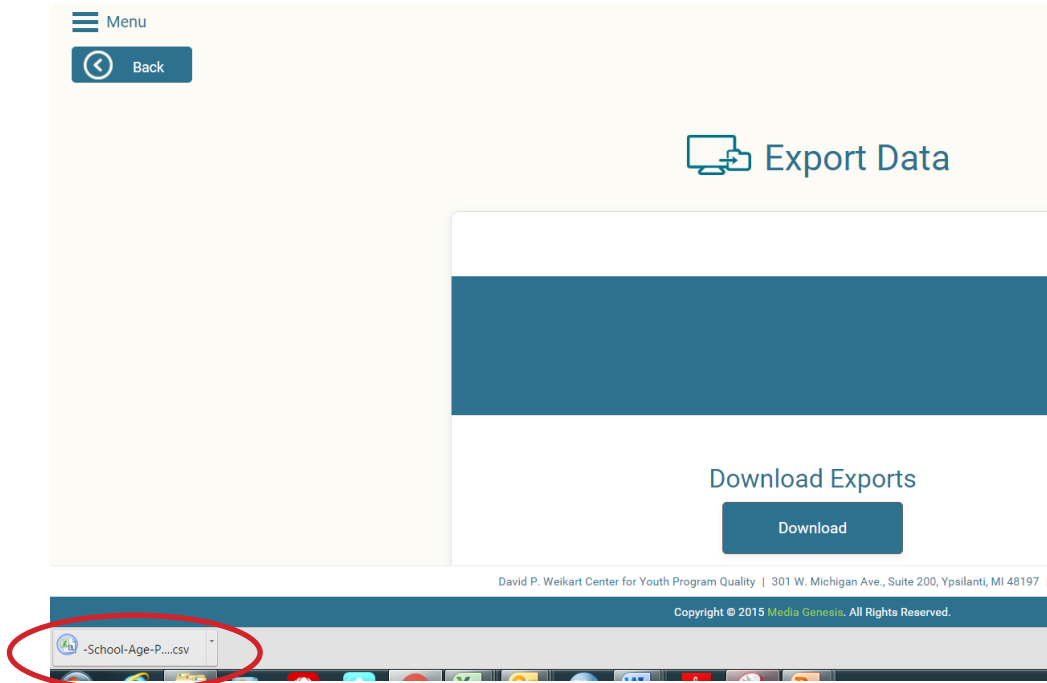 Menu
Back
Export Data
Download Exports
Download
David P. Weikart Center for Youth Program Quality | 301 W. Michigan Ave., Suite 200, Ypsilanti, MI 48197 |
Copyright © 2015 Media Genesis. All Rights Reserved.
-School-Age-P....csv